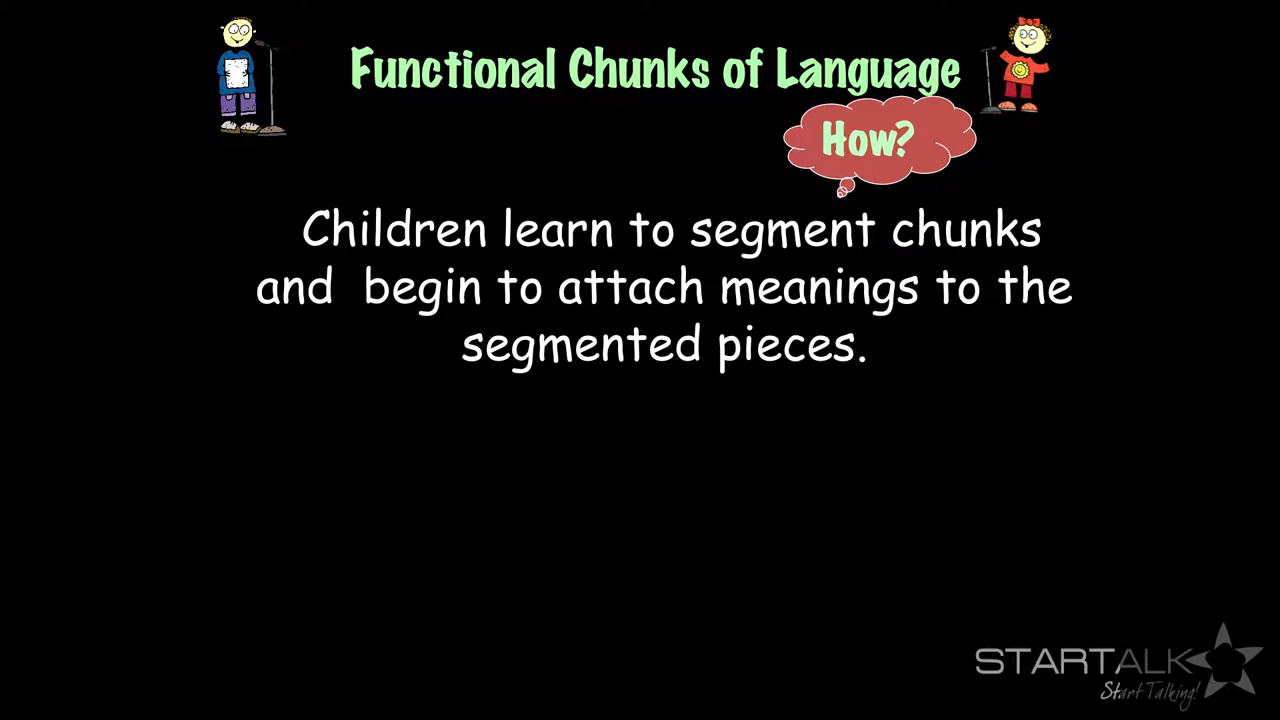 Functional Chunks of Language
How?
Children learn to segment chunks
and begin to attach meanings to the
segmented pieces.
STARTALK
Start Talking!